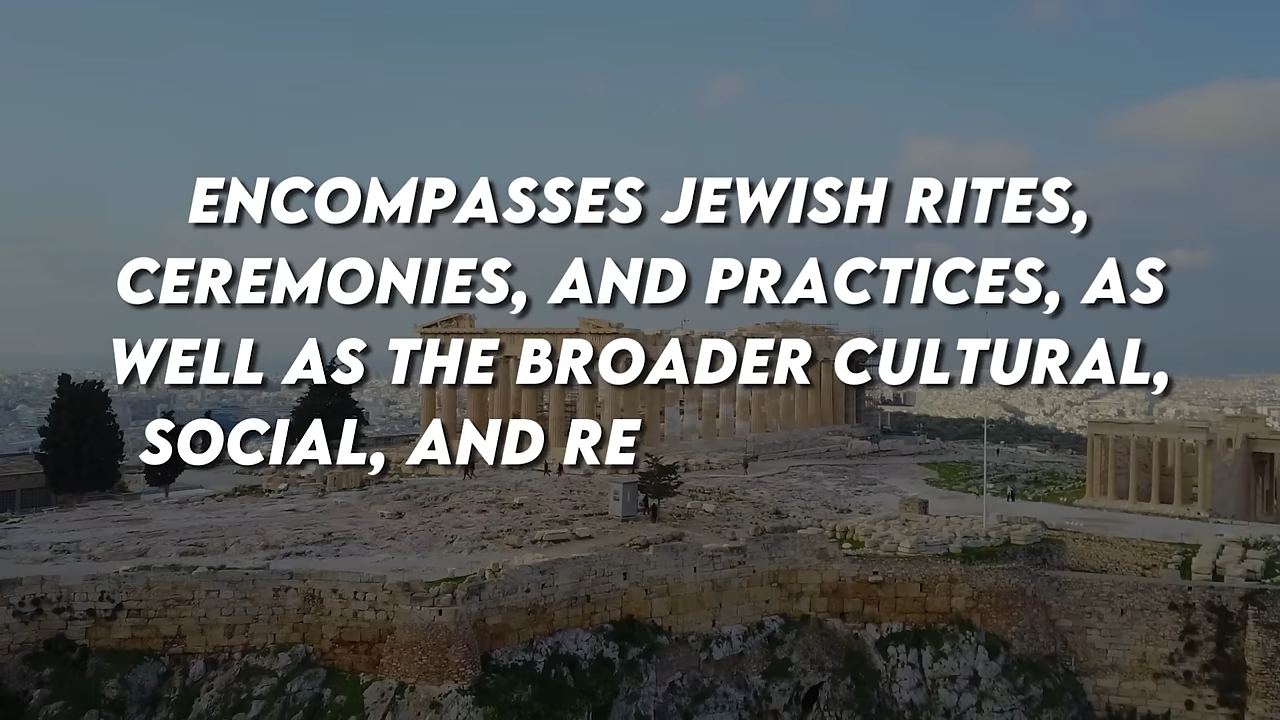 ENCOMPASSES JEWISH RITES,
CEREMONIES, AND PRACTICES, AS
WELL AS THE BROADER CULTURAL,
SOCIAL, AND RE